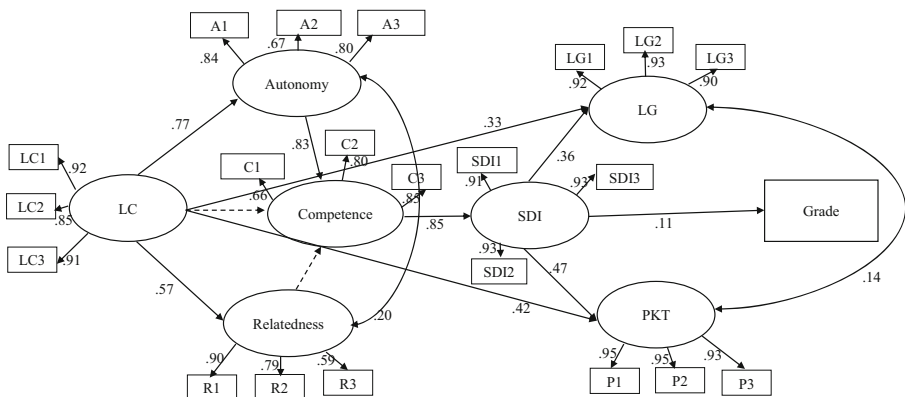 A1
A2
A3
.84
.67
.80
Autonomy
LG1
LG2
LG3
.92
.93
.90
LG
.77
.83
.33
.36
LC1
.92
LC2
.85
LC3
.91
LC
C1
C2
C3
.66
.80
.85
Competence
.85
SDI1
.91
SDI3
.93
SDI2
.93
SDI
.11
Grade
.57
.47
.42
.20
.14
Relatedness
.90
.79
.59
R1
R2
R3
PKT
.95
.95
.93
P1
P2
P3